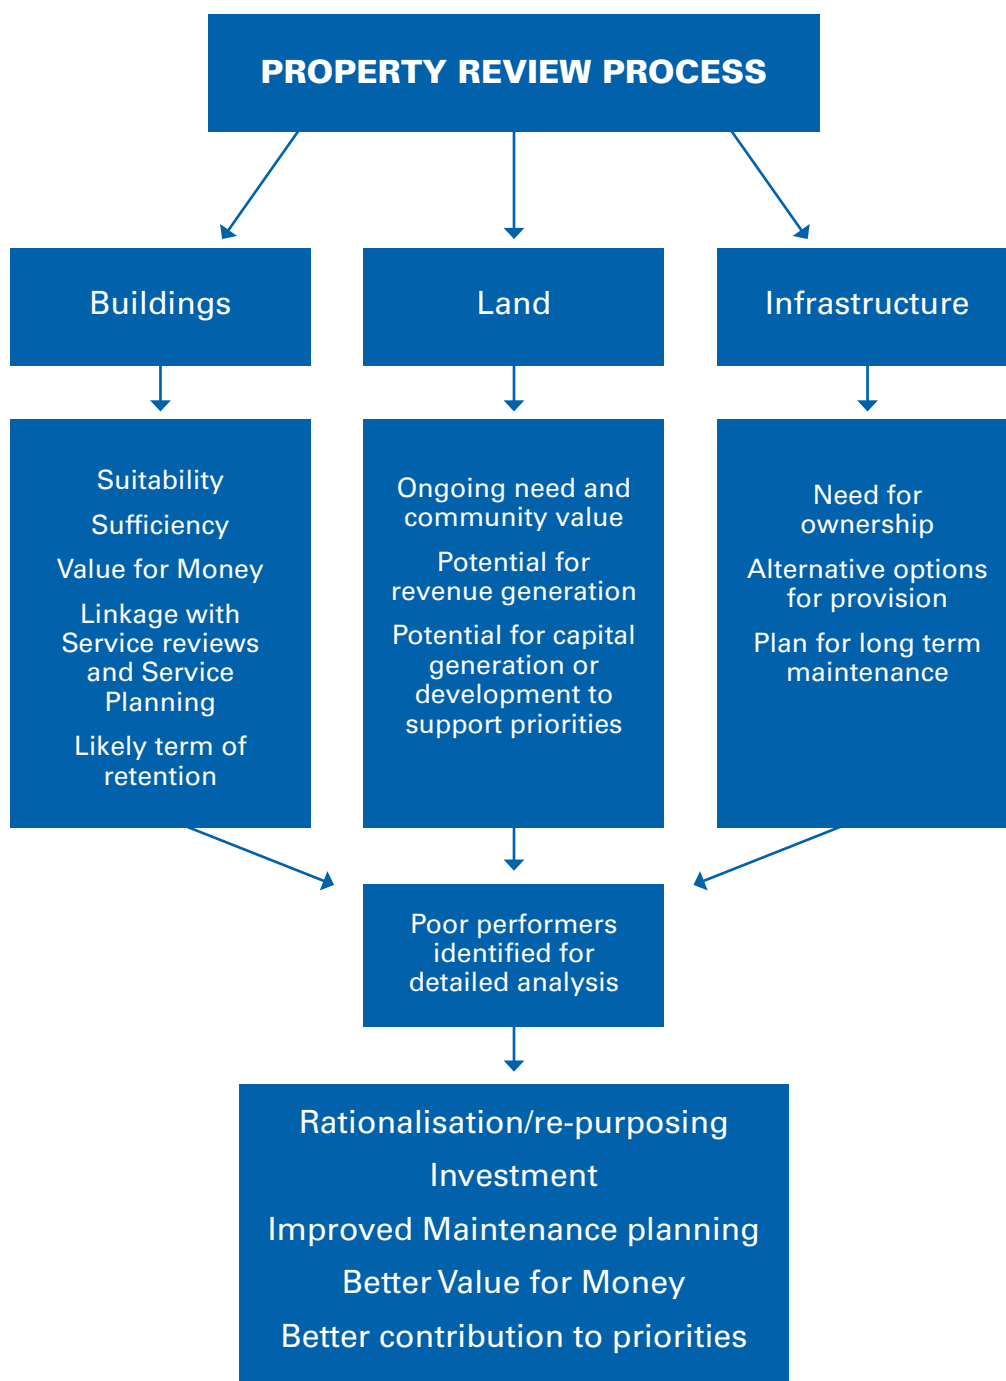 PROPERTY REVIEW PROCESS
Buildings
Land
Infrastructure
Suitability
Sufficiency
Value for Money
Linkage with
Service reviews
and Service
Planning
Likely term of
retention
Ongoing need and
community value
Potential for
revenue generation
Potential for capital
generation or
development to
support priorities
Need for
ownership
Alternative options
for provision
Plan for long term
maintenance
Poor performers
identified for
detailed analysis
Rationalisation/re-purposing
Investment
Improved Maintenance planning
Better Value for Money
Better contribution to priorities